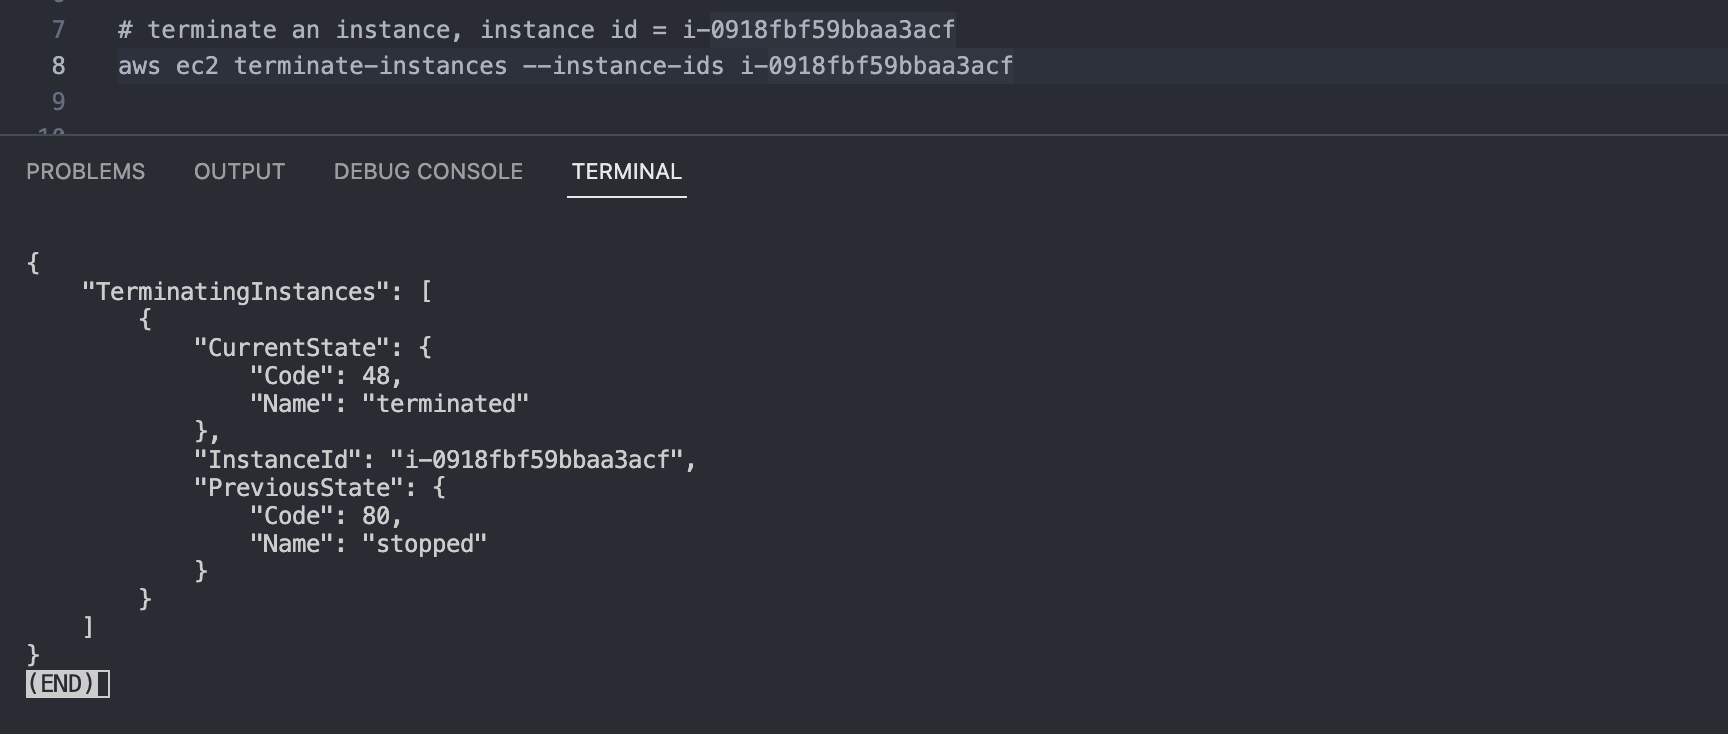 7 # terminate an instance, instance id = i-0918fbf59bbaa3acf
8 aws ec2 terminate-instances --instance-ids i-0918fbf59bbaa3acf
9
10
PROBLEMS OUTPUT DEBUG CONSOLE TERMINAL
{
    "TerminatingInstances": [
        {
            "CurrentState": {
                "Code": 48,
                "Name": "terminated"
            },
            "InstanceId": "i-0918fbf59bbaa3acf",
            "PreviousState": {
                "Code": 80,
                "Name": "stopped"
            }
        }
    ]
}
(END)